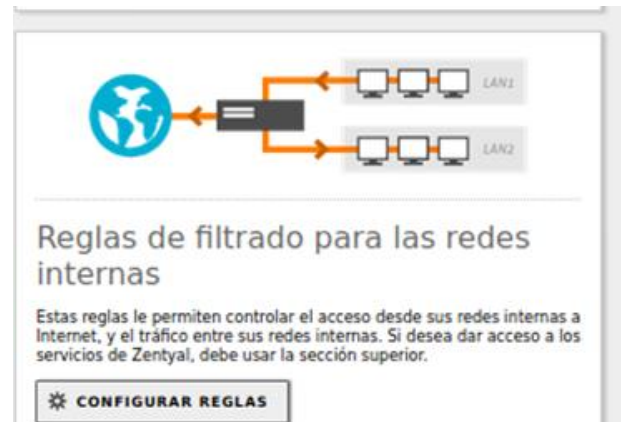 LAN1
LAN2
Reglas de filtrado para las redes
internas
Estas reglas le permiten controlar el acceso desde sus redes internas a
Internet, y el tráfico entre sus redes internas. Si desea dar acceso a los
servicios de Zentyal, debe usar la sección superior.
CONFIGURAR REGLAS